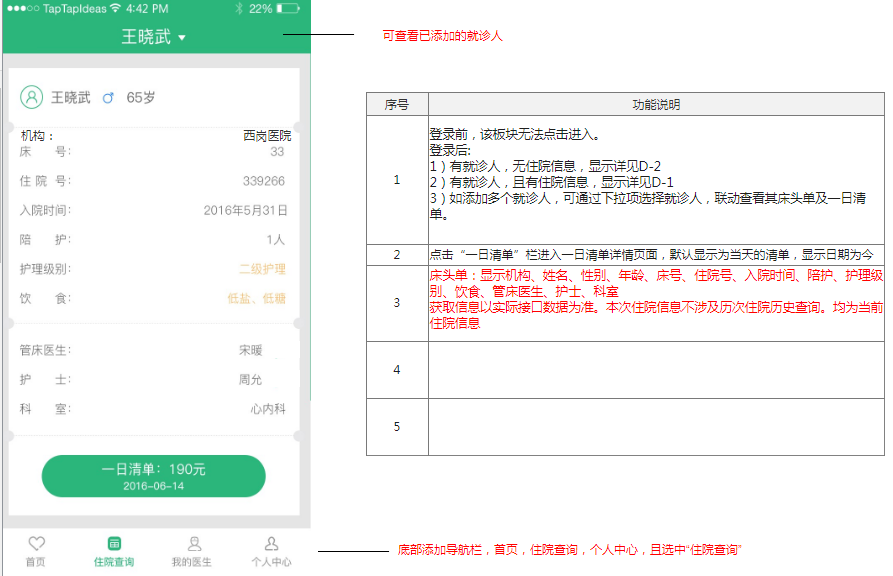 TapTapIdeas 4:42 PM 22%
王晓武
可查看已添加的就诊人
王晓武 65岁
机构： 西岗医院
床 号： 33
住 院 号： 339266
入院时间： 2016年5月31日
陪 护： 1人
护理级别： 二级护理
饮 食： 低盐、低糖
管床医生： 宋暖
护 士： 周允
科 室： 心内科
一日清单：190元
2016-06-14
首页 住院查询 我的医生 个人中心
序号 功能说明
1
登录前，该板块无法点击进入。
登录后:
1）有就诊人，无住院信息，显示详见D-2
2）有就诊人，且有住院信息，显示详见D-1
3）如添加多个就诊人，可通过下拉项选择就诊人，联动查看其床头单及一日清
单。
2 点击“一日清单”栏进入一日清单详情页面，默认显示为当天的清单，显示日期为今
3
床头单：显示机构、姓名、性别、年龄、床号、住院号、入院时间、陪护、护理级
别、饮食、管床医生、护士、科室
获取信息以实际接口数据为准。本次住院信息不涉及历次住院历史查询。均为当前
住院信息
4
5
底部添加导航栏，首页，住院查询，个人中心，且选中“住院查询”